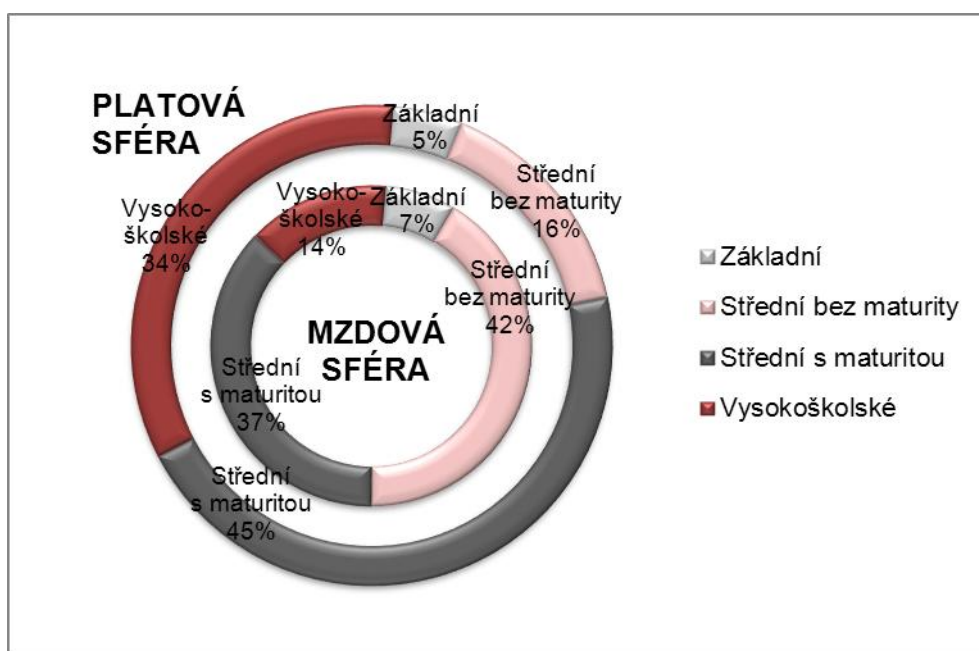 PLATOVÁ
SFÉRA
Základní
5%
Střední
bez maturity
16%
Vysoko-
školské
34%
Střední
s maturitou
45%
Vysoko-
školské
14%
Základní
7%
Střední
bez maturity
42%
Střední
s maturitou
37%
MZDOVÁ
SFÉRA
Základní
Střední bez maturity
Střední s maturitou
Vysokoškolské